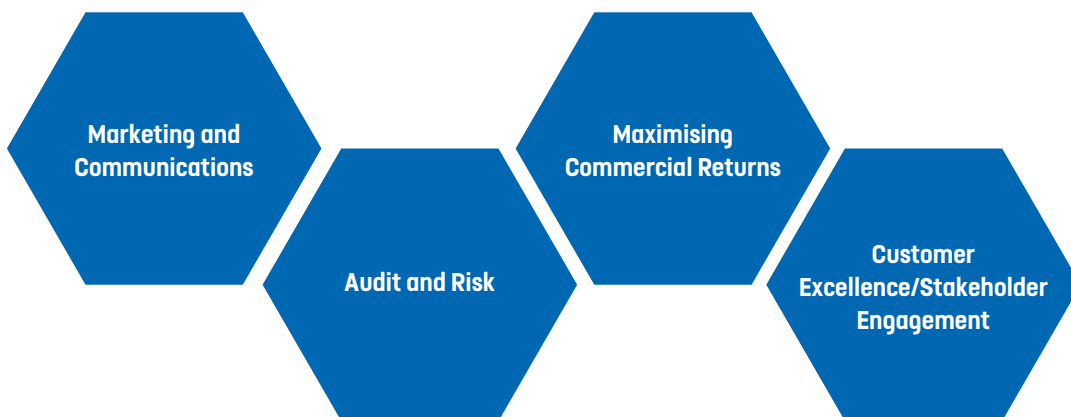 Marketing and
Communications
Audit and Risk
Maximising
Commercial Returns
Customer
Excellence/Stakeholder
Engagement